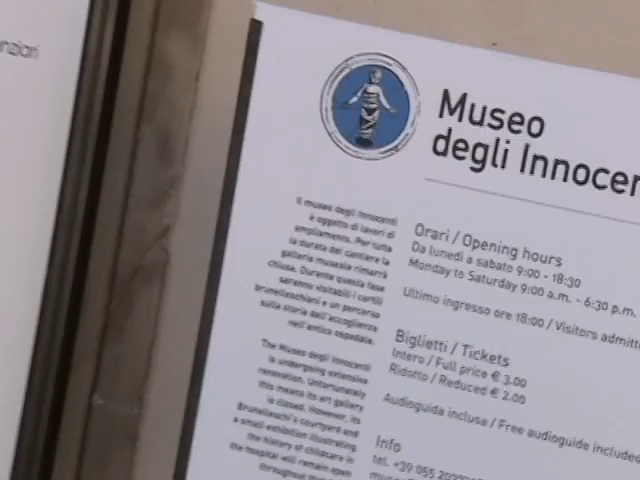 nziari
Museo
degli Innocen
Il museo degli Innocenti
è oggetto di lavori di
ampliamento. Per tutta
la durata del cantiere la
galleria museale rimarrà
chiusa. Durante questa fase
saranno visitabili i cortili
brunelleschiani e un percorso
sulla storia dell'accoglienza
nell'antico ospedale.
The Museo degli Innocenti
is undergoing extensive
renovation. Unfortunately
this means its art gallery
is closed. However, its
Brunelleschi's courtyard and
a small exhibition illustrating
the history of childcare in
the hospital will remain open
throughout
Orari / Opening hours
Da lunedì a sabato 9:00 - 18:30
Monday to Saturday 9:00 a.m. - 6:30 p.m.
Ultimo ingresso ore 18:00 / Visitors admitte
Biglietti / Tickets
Intero / Full price € 3.00
Ridotto / Reduced € 2.00
Audioguida inclusa / Free audioguide include
Info
tel. +39 055